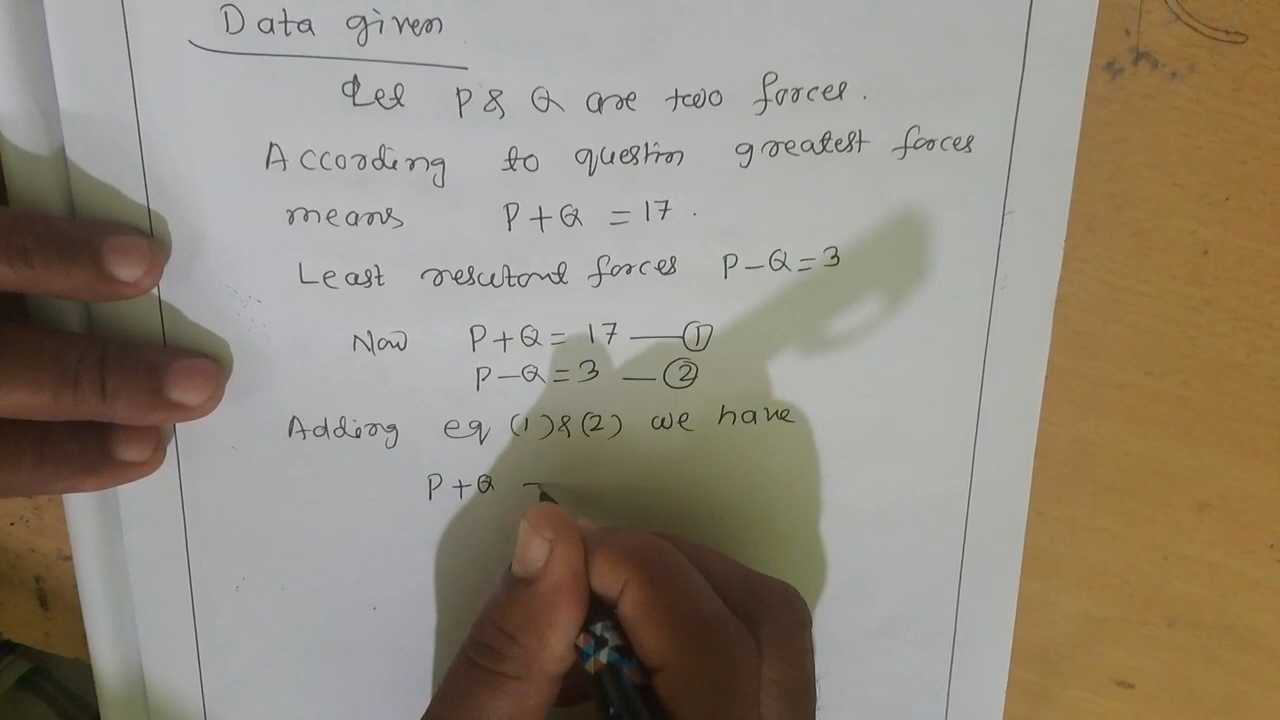 Data given
Let P & Q are two forces.
According to question greatest forces
means P+Q = 17.
Least resultant forces P-Q=3
Now P+Q= 17 —①
P-Q=3 —②
Adding eq (1)&(2) we have
P+Q